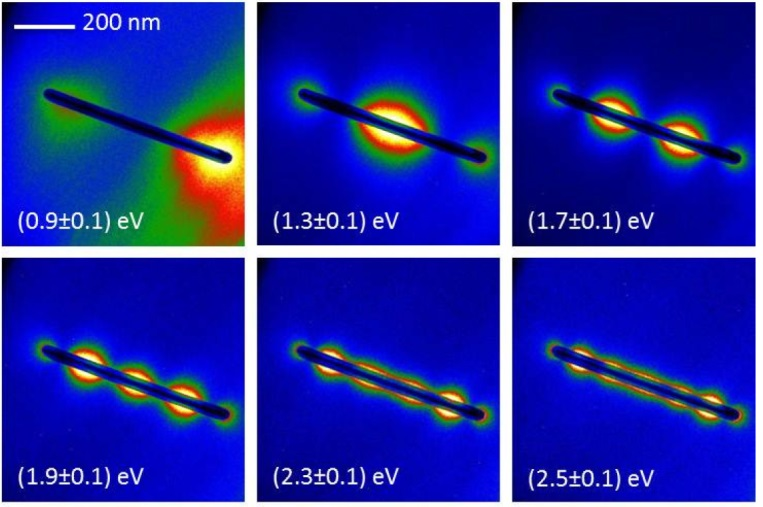 200 nm
(0.9±0.1) eV
(1.3±0.1) eV
(1.7±0.1) eV
(1.9±0.1) eV
(2.3±0.1) eV
(2.5±0.1) eV